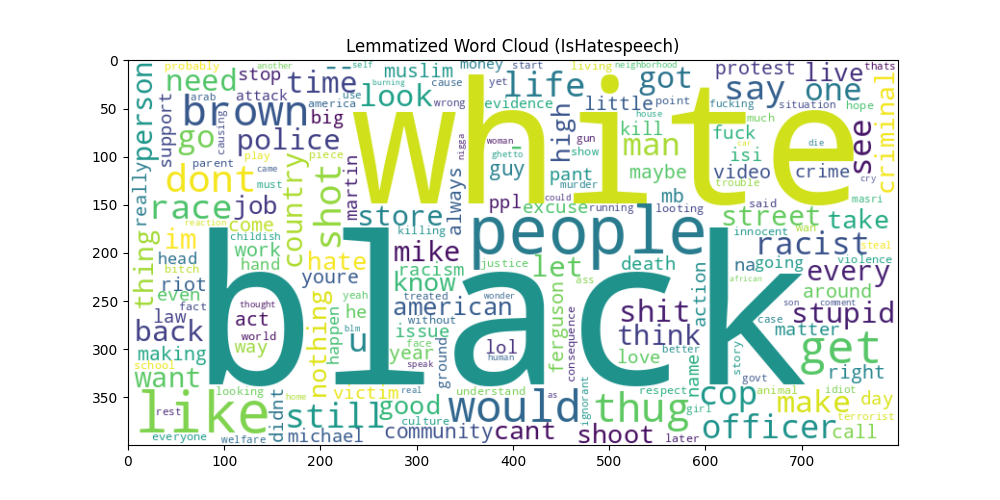 Lemmatized Word Cloud (IsHatespeech)
0
50
100
150
200
250
300
350
0
100
200
300
400
500
600
700
white
black
people
brown
like
would
thug
get
cop
officer
make
day
call
terrorist
probably
another
self
muslim
money
start
living
neighborhood
protest
live
thats
need
stop
time
burning
cause
yet
life
got
say
one
person
arab
attack
use
look
america
wrong
evidence
little
point
fucking
situation
hope
criminal
support
causing
go
police
big
nigga
woman
high
gun
house
kill
much
fuck
man
car
die
see
parent
play
came
piece
martin
ghetto
guy
show
pant
murder
maybe
isi
video
crime
trouble
cry
really
dont
must
country
shot
always
could
ppl
excuse
running
mb
looting
said
masri
race
job
store
street
take
reaction
come
im
childish
killing
mike
innocent
wan
racist
steal
thing
head
work
hand
hate
racism
justice
let
death
na
going
violence
bitch
youre
know
ass
action
african
every
riot
even
fact
thought
yeah
treated
wonder
american
ferguson
shit
son
comment
around
law
act
nothing
happen
he
without
case
stupid
back
world
blm
u
issue
lol
consequence
think
matter
making
way
year
face
human
love
better
story
right
school
speak
ground
name
govt
want
looking
victim
real
understand
as
respect
animal
idiot
home
culture
ignorant
girl
rest
didnt
still
good
everyone
welfare
michael
community
cant
shoot
later